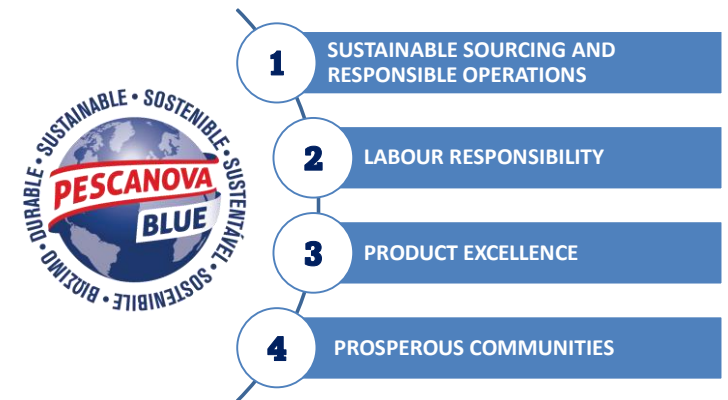 DURABLE • SUSTAINABLE • SOSTENIBLE • SUSTENTÁVEL • SOSTENIBILE • ΒΙΩΣΙΜΟ •
PESCANOVA
BLUE
1
SUSTAINABLE SOURCING AND
RESPONSIBLE OPERATIONS
2
LABOUR RESPONSIBILITY
3
PRODUCT EXCELLENCE
4
PROSPEROUS COMMUNITIES